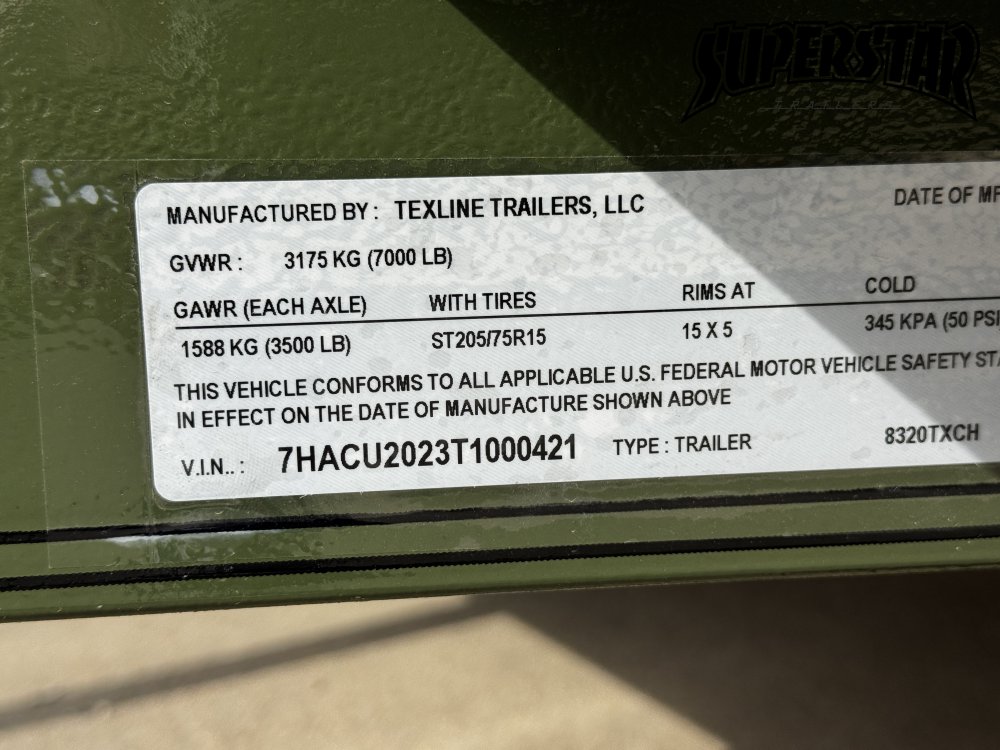 SUPERSTAR
TRAILERS
MANUFACTURED BY : TEXLINE TRAILERS, LLC DATE OF MF
GVWR : 3175 KG (7000 LB)
GAWR (EACH AXLE) WITH TIRES RIMS AT COLD
1588 KG (3500 LB) ST205/75R15 15 X 5 345 KPA (50 PSI
THIS VEHICLE CONFORMS TO ALL APPLICABLE U.S. FEDERAL MOTOR VEHICLE SAFETY STA
IN EFFECT ON THE DATE OF MANUFACTURE SHOWN ABOVE
V.I.N.. : 7HACU2023T1000421 TYPE : TRAILER 8320TXCH